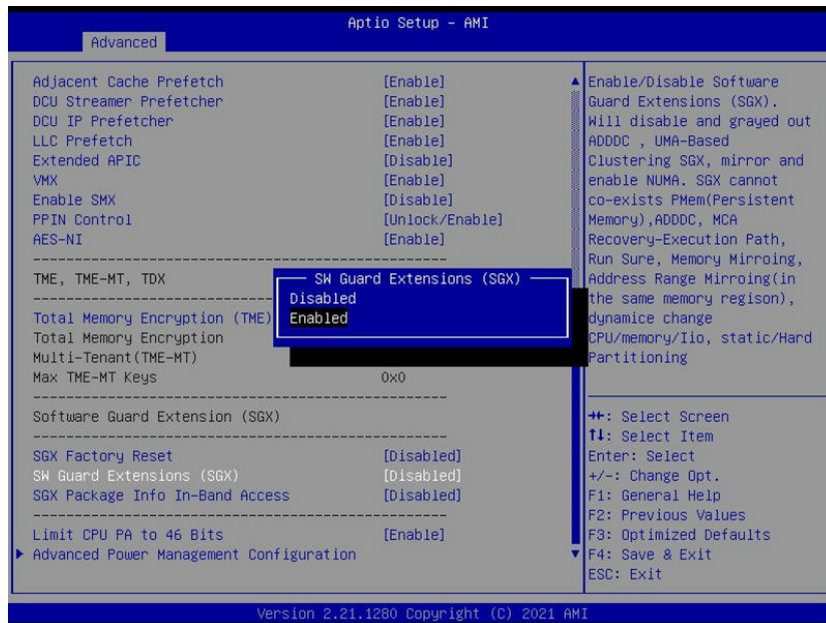 Aptio Setup – AMI
Advanced
Adjacent Cache Prefetch [Enable]
DCU Streamer Prefetcher [Enable]
DCU IP Prefetcher [Enable]
LLC Prefetch [Enable]
Extended APIC [Disable]
VMX [Enable]
Enable SMX [Disable]
PPIN Control [Unlock/Enable]
AES-NI [Enable]
TME, TME-MT, TDX
Total Memory Encryption (TME)
Total Memory Encryption
Multi-Tenant(TME-MT)
Max TME-MT Keys 0x0
Software Guard Extension (SGX)
SGX Factory Reset [Disabled]
SW Guard Extensions (SGX) [Disabled]
SGX Package Info In-Band Access [Disabled]
Limit CPU PA to 46 Bits [Enable]
Advanced Power Management Configuration
SW Guard Extensions (SGX)
Disabled
Enabled
Enable/Disable Software
Guard Extensions (SGX).
Will disable and grayed out
ADDDC , UMA-Based
Clustering SGX, mirror and
enable NUMA. SGX cannot
co-exists PMem(Persistent
Memory),ADDDC, MCA
Recovery-Execution Path,
Run Sure, Memory Mirroing,
Address Range Mirroing(in
the same memory regison),
dynamice change
CPU/memory/Iio, static/Hard
Partitioning
→←: Select Screen
↑↓: Select Item
Enter: Select
+/-: Change Opt.
F1: General Help
F2: Previous Values
F3: Optimized Defaults
F4: Save & Exit
ESC: Exit
Version 2.21.1280 Copyright (C) 2021 AMI